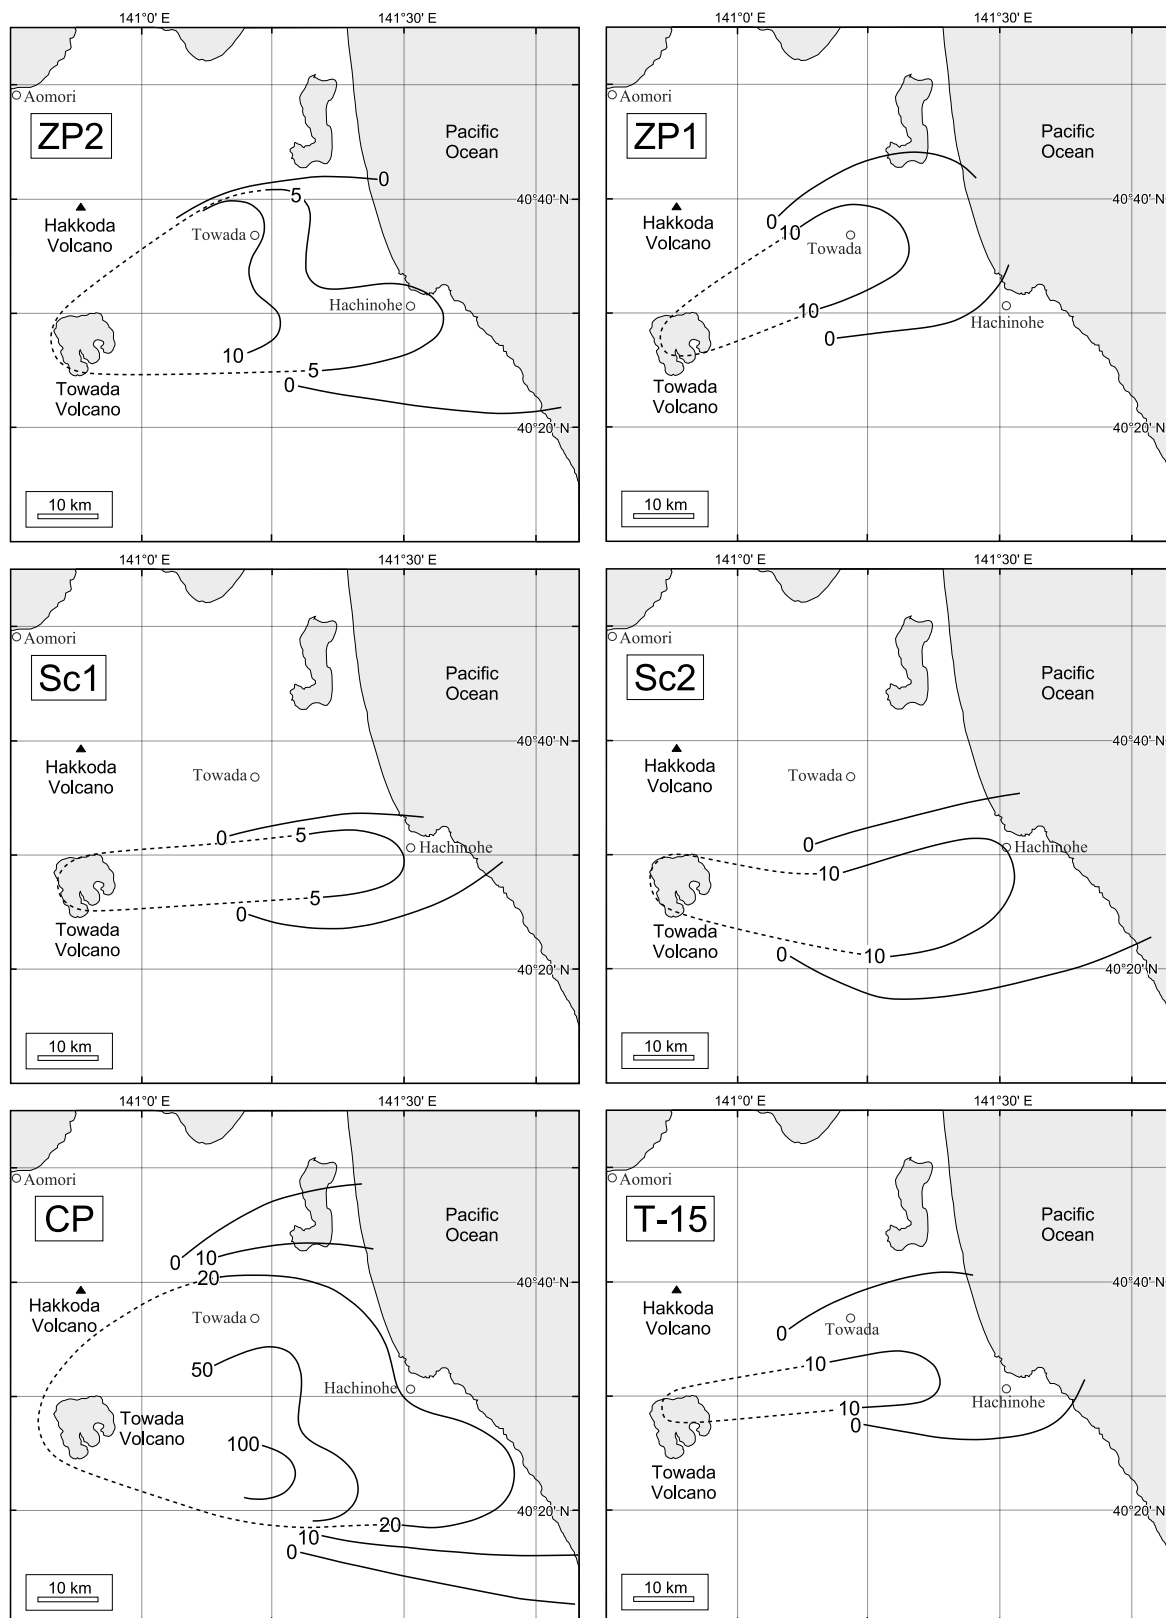 141°0' E
141°30' E
Aomori
ZP2
Pacific
Ocean
0
5
40°40' N
Hakkoda
Volcano
Towada
Hachinohe
10
5
0
Towada
Volcano
40°20' N
10 km
141°0' E
141°30' E
Aomori
ZP1
Pacific
Ocean
40°40' N
Hakkoda
Volcano
0
10
Towada
10
Hachinohe
0
Towada
Volcano
40°20' N
10 km
141°0' E
141°30' E
Aomori
Sc1
Pacific
Ocean
40°40' N
Hakkoda
Volcano
Towada
0
5
Hachinohe
5
0
Towada
Volcano
40°20' N
10 km
141°0' E
141°30' E
Aomori
Sc2
Pacific
Ocean
40°40' N
Hakkoda
Volcano
Towada
0
Hachinohe
10
Towada
Volcano
0
10
40°20' N
10 km
141°0' E
141°30' E
Aomori
CP
Pacific
Ocean
0
10
20
40°40' N
Hakkoda
Volcano
Towada
50
Hachinohe
Towada
Volcano
100
40°20' N
20
10
0
10 km
141°0' E
141°30' E
Aomori
T-15
Pacific
Ocean
40°40' N
Hakkoda
Volcano
0
Towada
10
Hachinohe
10
0
Towada
Volcano
40°20' N
10 km